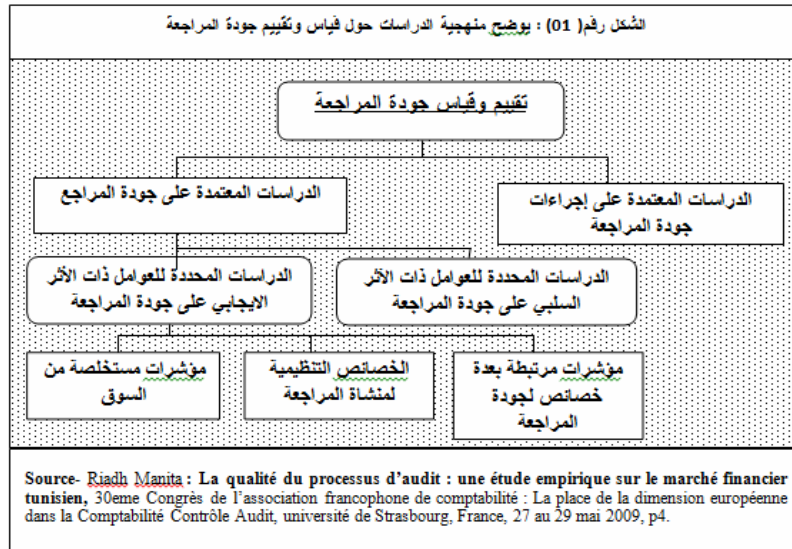 الشكل رقم( 01) : يوضح منهجية الدراسات حول قياس وتقييم جودة المراجعة
تقييم وقياس جودة المراجعة
الدراسات المعتمدة على إجراءات
جودة المراجعة
الدراسات المعتمدة على جودة المراجع
الدراسات المحددة للعوامل ذات الأثر
السلبي على جودة المراجعة
الدراسات المحددة للعوامل ذات الأثر
الايجابي على جودة المراجعة
مؤشرات مرتبطة بعدة
خصائص لجودة
المراجعة
الخصائص التنظيمية
لمنشاة المراجعة
مؤشرات مستخلصة من
السوق
Source- Riadh Manita : La qualité du processus d’audit : une étude empirique sur le marché financier
tunisien, 30eme Congrès de l’association francophone de comptabilité : La place de la dimension européenne
dans la Comptabilité Contrôle Audit, université de Strasbourg, France, 27 au 29 mai 2009, p4.